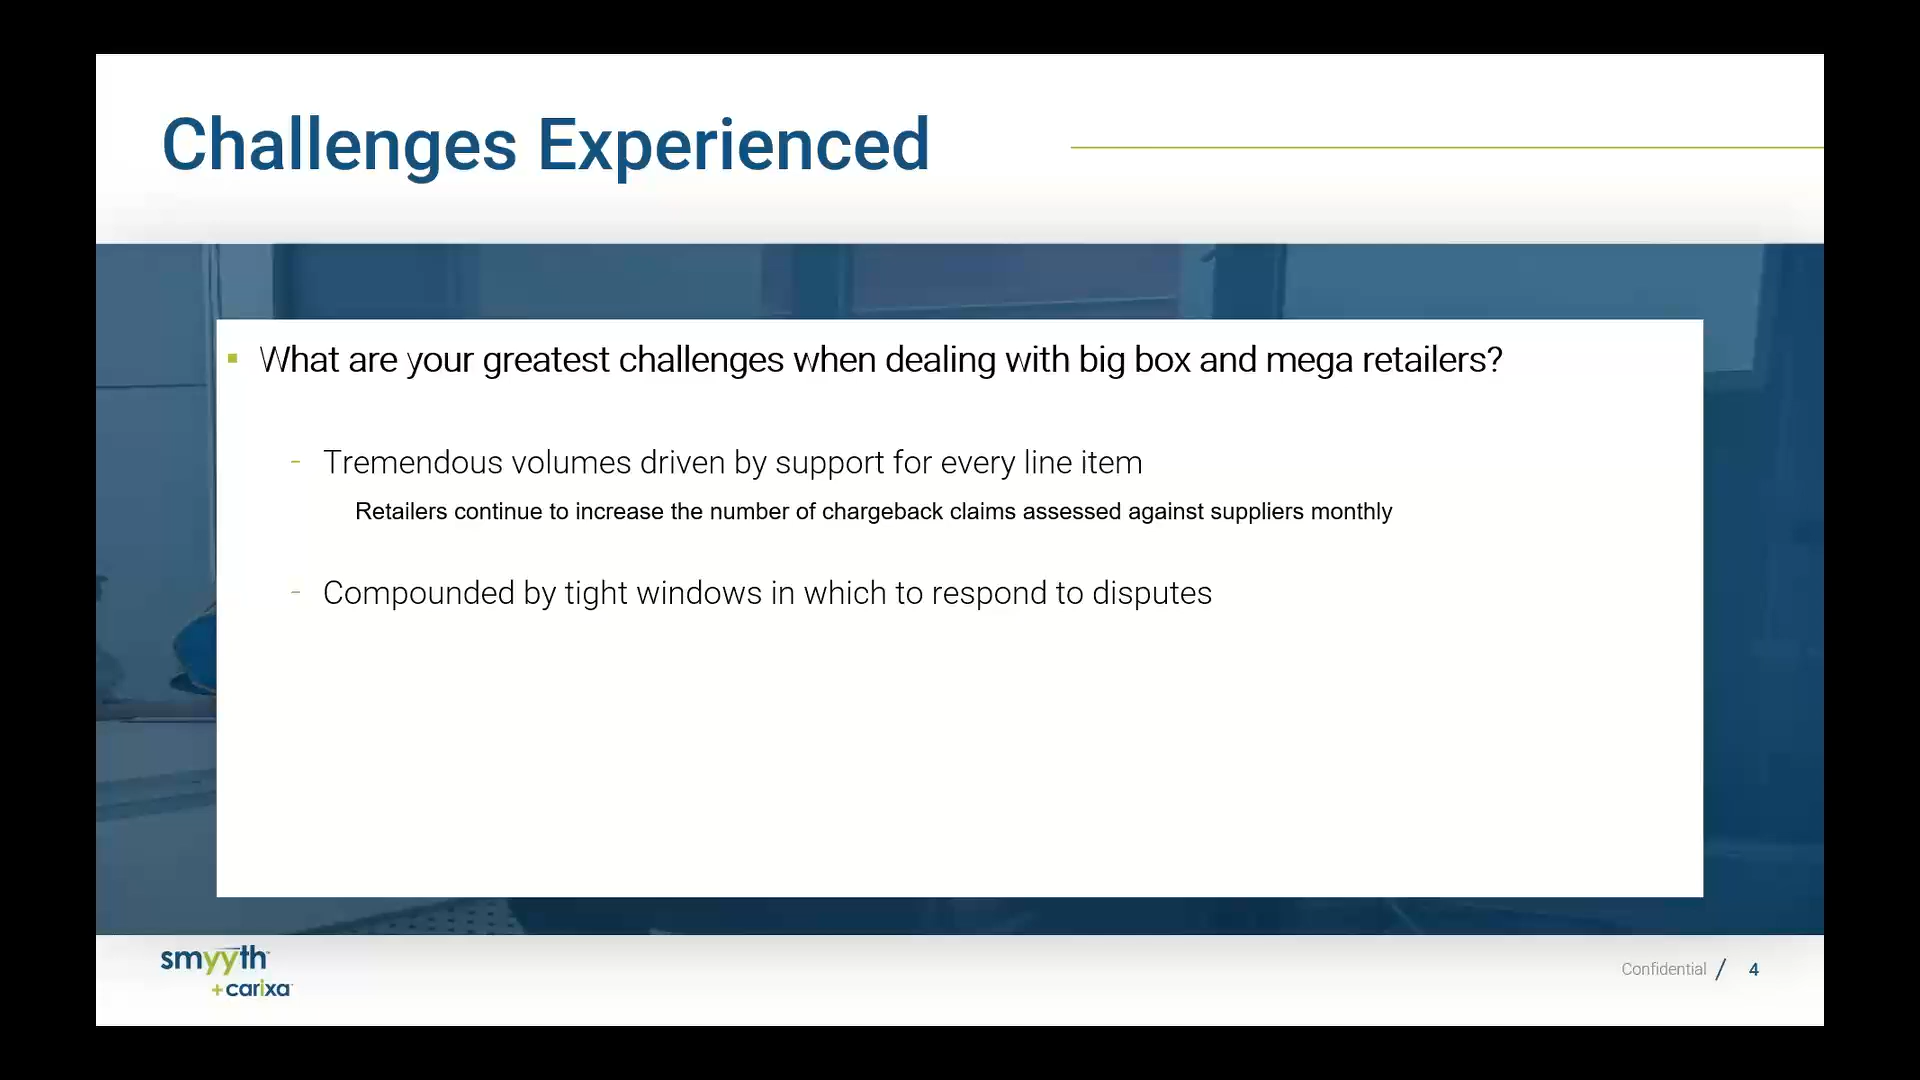 Challenges Experienced
What are your greatest challenges when dealing with big box and mega retailers?
- Tremendous volumes driven by support for every line item
Retailers continue to increase the number of chargeback claims assessed against suppliers monthly
- Compounded by tight windows in which to respond to disputes
smyyth
+carixa
Confidential / 4